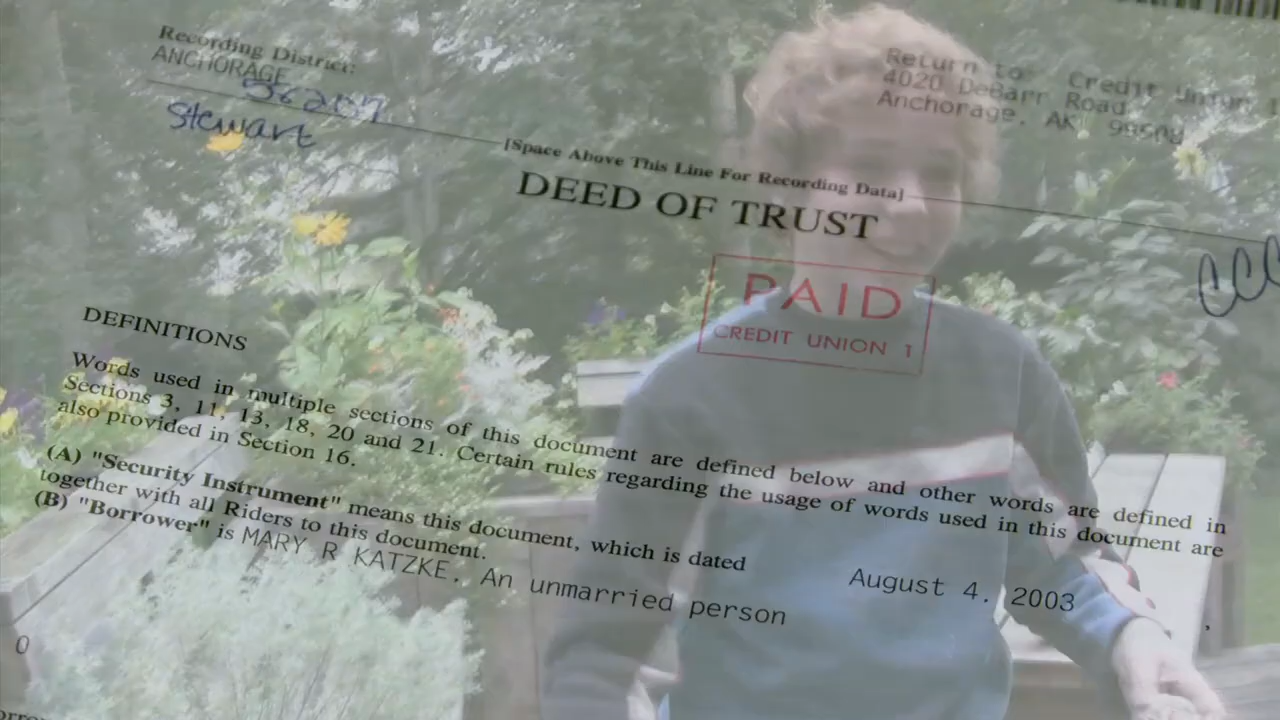 Recording District:
ANCHORAGE
Stewart
Return to Credit Union 1
4020 DeBarr Road
Anchorage, AK
[Space Above This Line For Recording Data]
DEED OF TRUST
PAID
CREDIT UNION 1
DEFINITIONS
Words used in multiple sections of this document are defined below and other words are defined in
Sections 3, 11, 13, 18, 20 and 21. Certain rules regarding the usage of words used in this document are
also provided in Section 16.
(A) "Security Instrument" means this document, which is dated August 4, 2003 ,
together with all Riders to this document.
(B) "Borrower" is MARY R KATZKE, An unmarried person
0